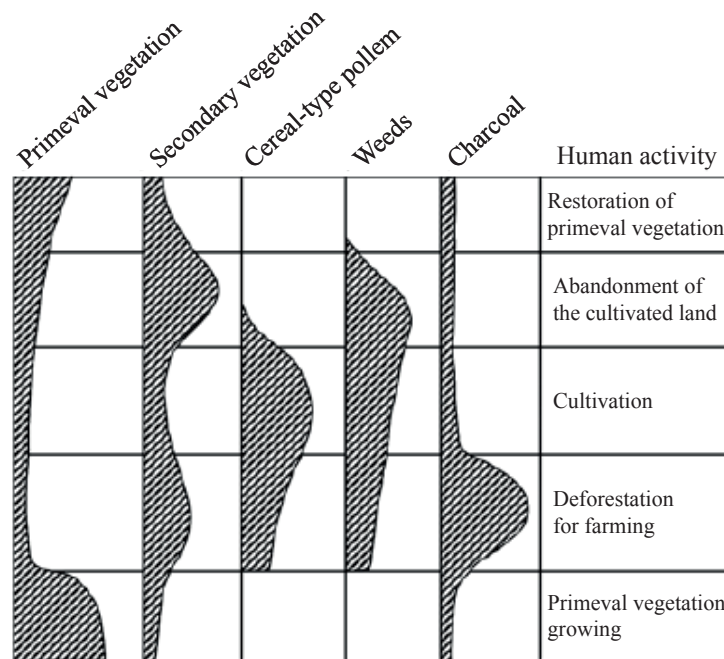 Primeval vegetation
Secondary vegetation
Cereal-type pollem
Weeds
Charcoal
Human activity
Restoration of
primeval vegetation
Abandonment of
the cultivated land
Cultivation
Deforestation
for farming
Primeval vegetation
growing